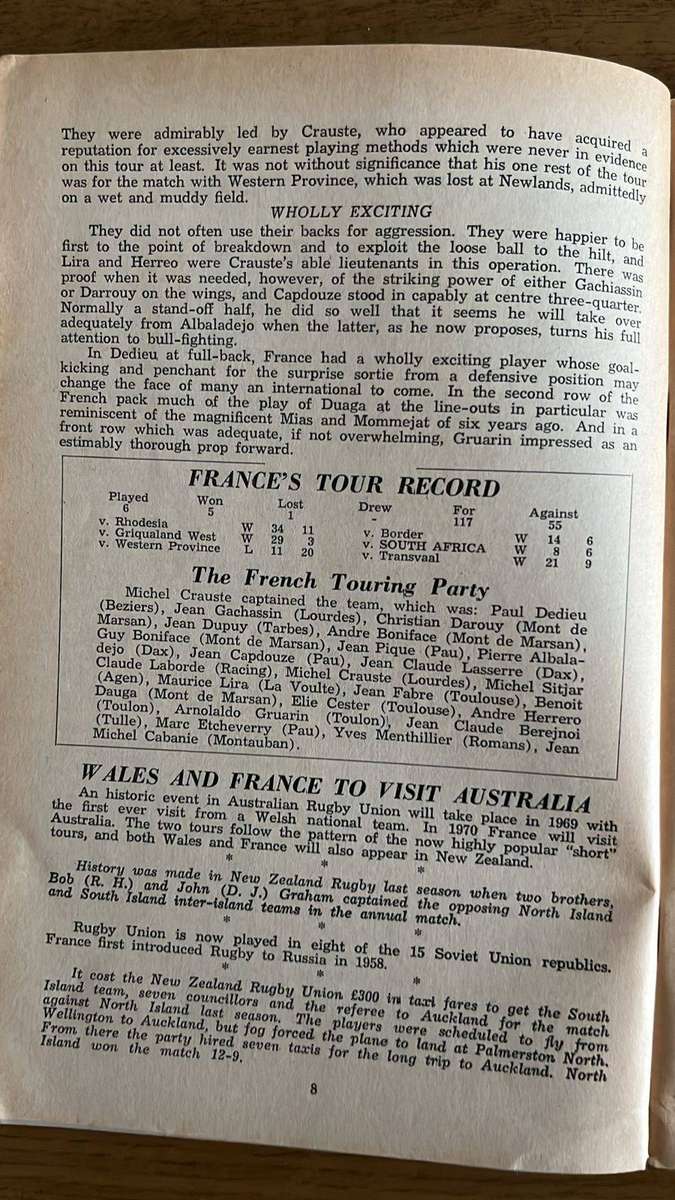 They were admirably led by Crauste, who appeared to have acquired a
reputation for excessively earnest playing methods which were never in evidence
on this tour at least. It was not without significance that his one rest of the tour
was for the match with Western Province, which was lost at Newlands, admittedly
on a wet and muddy field.
WHOLLY EXCITING
They did not often use their backs for aggression. They were happier to be
first to the point of breakdown and to exploit the loose ball to the hilt, and
Lira and Herreo were Crauste's able lieutenants in this operation. There was
proof when it was needed, however, of the striking power of either Gachiassin
or Darrouy on the wings, and Capdouze stood in capably at centre three-quarter.
Normally a stand-off half, he did so well that it seems he will take over
adequately from Albaladejo when the latter, as he now proposes, turns his full
attention to bull-fighting.
In Dedieu at full-back, France had a wholly exciting player whose goal-
kicking and penchant for the surprise sortie from a defensive position may
change the face of many an international to come. In the second row of the
French pack much of the play of Duaga at the line-outs in particular was
reminiscent of the magnificent Mias and Mommejat of six years ago. And in a
front row which was adequate, if not overwhelming, Gruarin impressed as an
estimably thorough prop forward.
FRANCE'S TOUR RECORD
Played Won Lost Drew For Against
6 5 1 - 117 55
v. Rhodesia W 34 11 v. Border W 14 6
v. Griqualand West W 29 3 v. SOUTH AFRICA W 8 6
v. Western Province L 11 20 v. Transvaal W 21 9
The French Touring Party
Michel Crauste captained the team, which was: Paul Dedieu
(Beziers), Jean Gachassin (Lourdes), Christian Darouy (Mont de
Marsan), Jean Dupuy (Tarbes), Andre Boniface (Mont de Marsan),
Guy Boniface (Mont de Marsan), Jean Pique (Pau), Pierre Albala-
dejo (Dax), Jean Capdouze (Pau), Jean Claude Lasserre (Dax),
Claude Laborde (Racing), Michel Crauste (Lourdes), Michel Sitjar
(Agen), Maurice Lira (La Voulte), Jean Fabre (Toulouse), Benoit
Dauga (Mont de Marsan), Elie Cester (Toulouse), Andre Herrero
(Toulon), Arnolaldo Gruarin (Toulon), Jean Claude Berejnoi
(Tulle), Marc Etcheverry (Pau), Yves Menthillier (Romans), Jean
Michel Cabanie (Montauban).
WALES AND FRANCE TO VISIT AUSTRALIA
An historic event in Australian Rugby Union will take place in 1969 with
the first ever visit from a Welsh national team. In 1970 France will visit
Australia. The two tours follow the pattern of the now highly popular "short"
tours, and both Wales and France will also appear in New Zealand.
* * *
History was made in New Zealand Rugby last season when two brothers,
Bob (R. H.) and John (D. J.) Graham captained the opposing North Island
and South Island inter-island teams in the annual match.
* * *
Rugby Union is now played in eight of the 15 Soviet Union republics.
France first introduced Rugby to Russia in 1958.
* * *
It cost the New Zealand Rugby Union £300 in taxi fares to get the South
Island team, seven councillors and the referee to Auckland for the match
against North Island last season. The players were scheduled to fly from
Wellington to Auckland, but fog forced the plane to land at Palmerston North.
From there the party hired seven taxis for the long trip to Auckland. North
Island won the match 12-9.
8